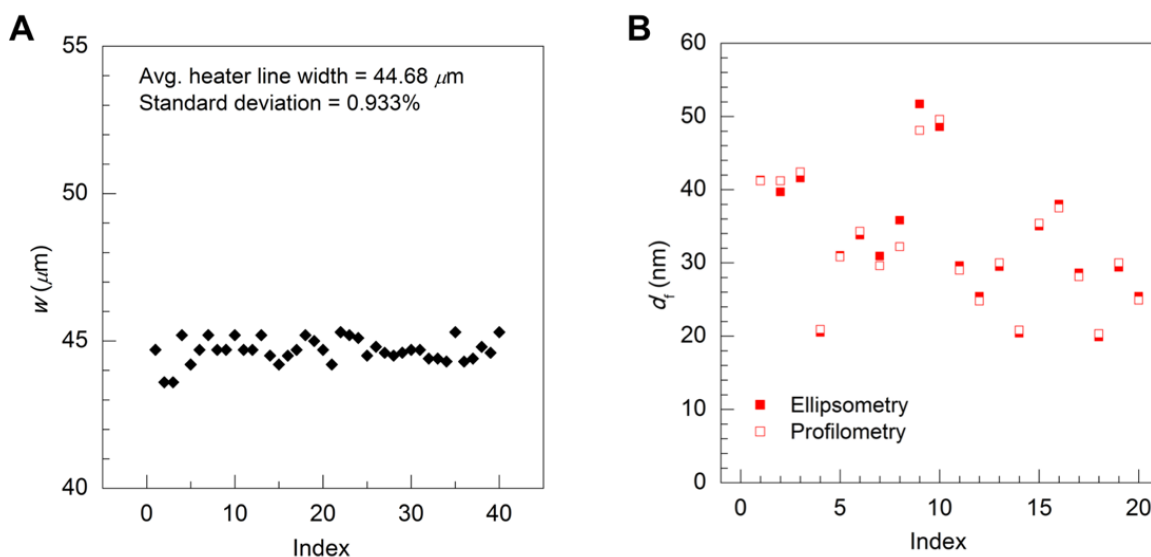 A
55
50
45
40
w (μm)
Avg. heater line width = 44.68 μm
Standard deviation = 0.933%
0 10 20 30 40
Index
B
60
50
40
30
20
10
0
d_f (nm)
Ellipsometry
Profilometry
0 5 10 15 20
Index